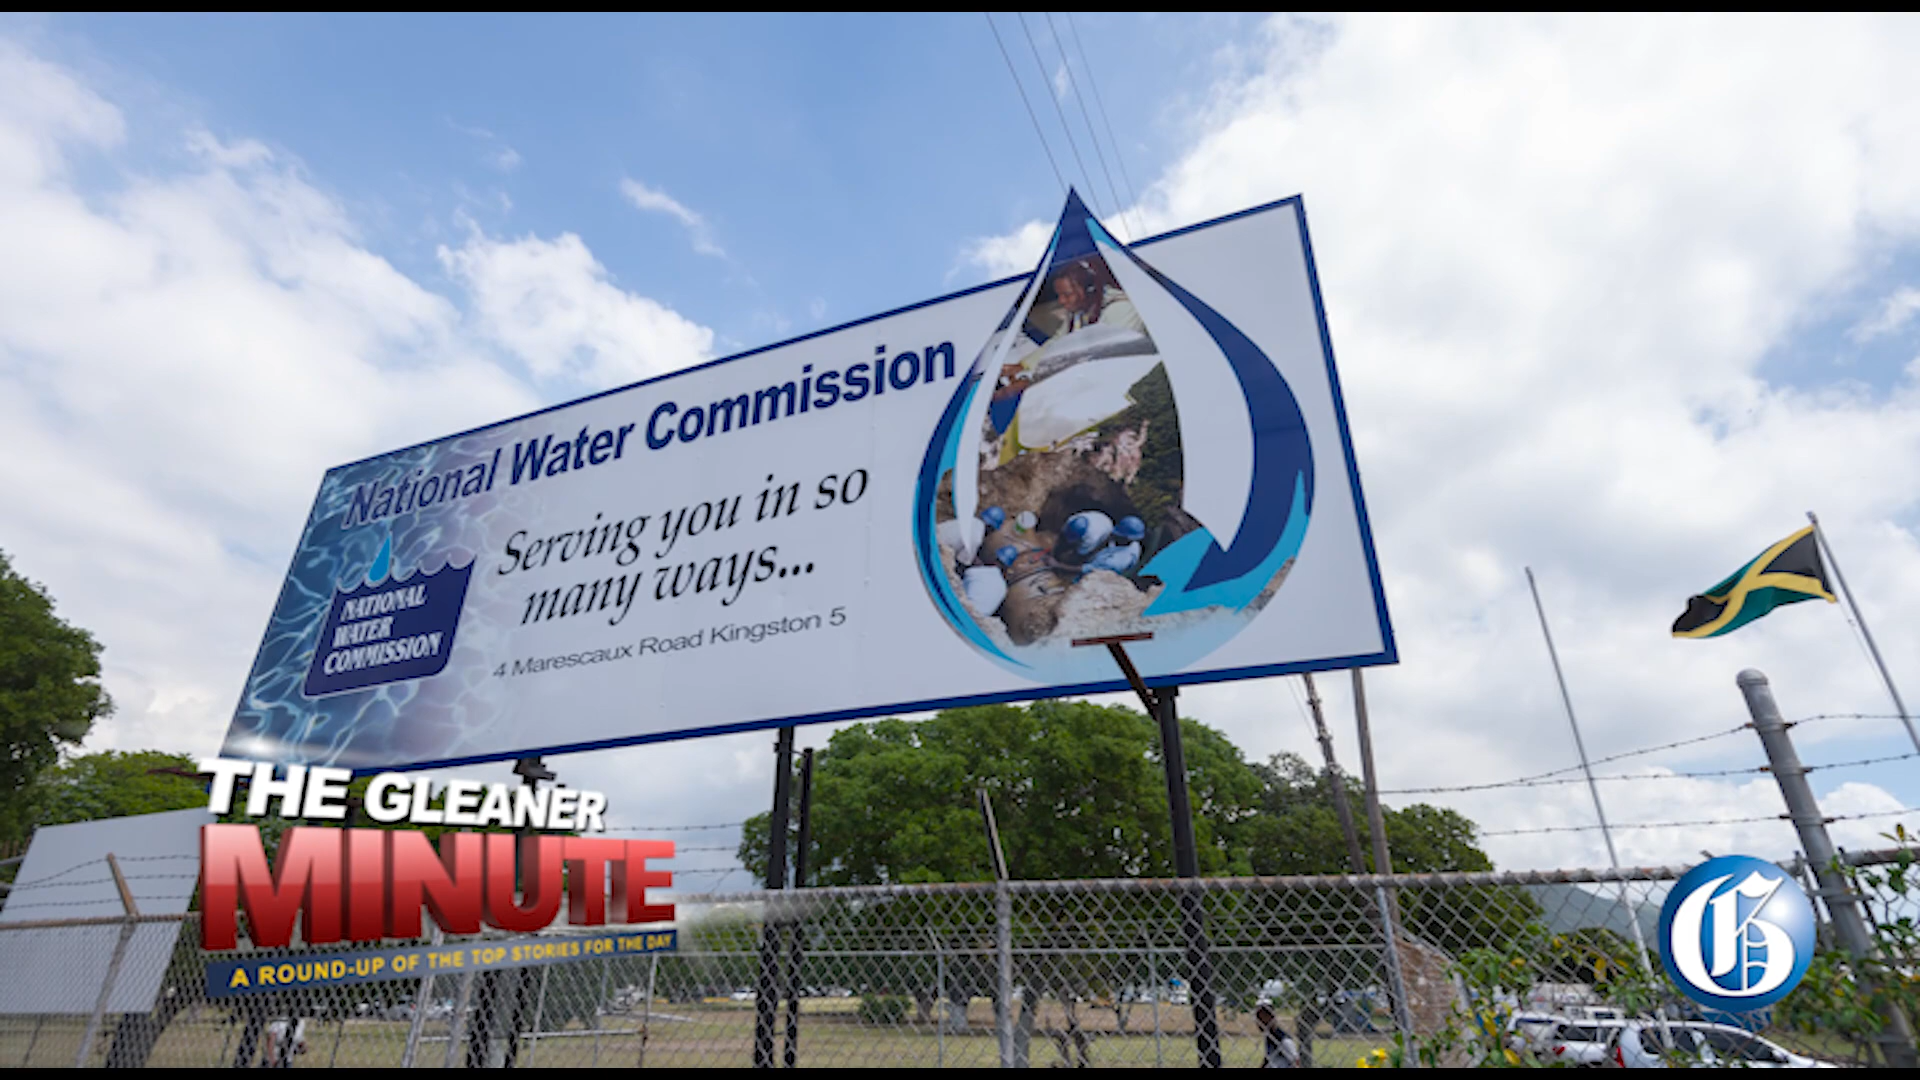 National Water Commission
Serving you in so
many ways...
4 Marescaux Road Kingston 5
NATIONAL
WATER
COMMISSION
THE GLEANER
MINUTE
A ROUND-UP OF THE TOP STORIES FOR THE DAY
G